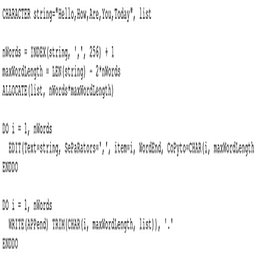 CHARACTER string="Hello,How,Are,You,Today", list
nWords = INDEX(string, ',', 256) + 1
maxWordLength = LEN(string) - 2*nWords
ALLOCATE(list, nWords*maxWordLength)
DO i = 1, nWords
EDIT(Text=string, SePaRators=',', item=i, WordEnd, CoPyto=CHAR(i, maxWordLength
ENDDO
DO i = 1, nWords
WRITE(APPend) TRIM(CHAR(i, maxWordLength, list)), '.'
ENDDO